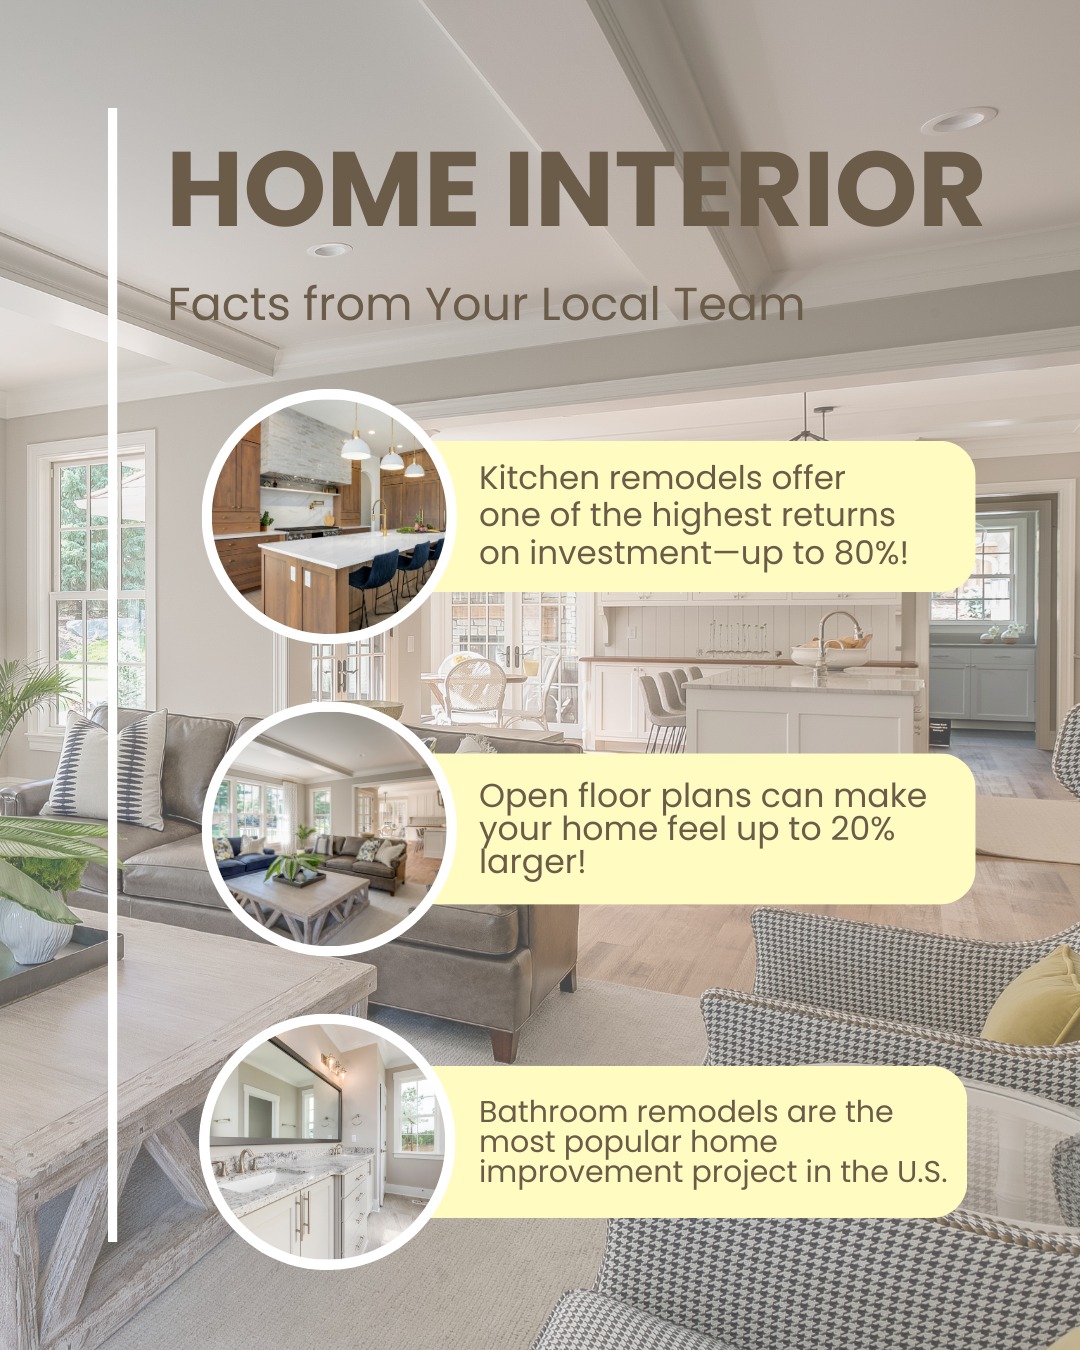 HOME INTERIOR
Facts from Your Local Team
Kitchen remodels offer
one of the highest returns
on investment—up to 80%!
Open floor plans can make
your home feel up to 20%
larger!
Bathroom remodels are the
most popular home
improvement project in the U.S.